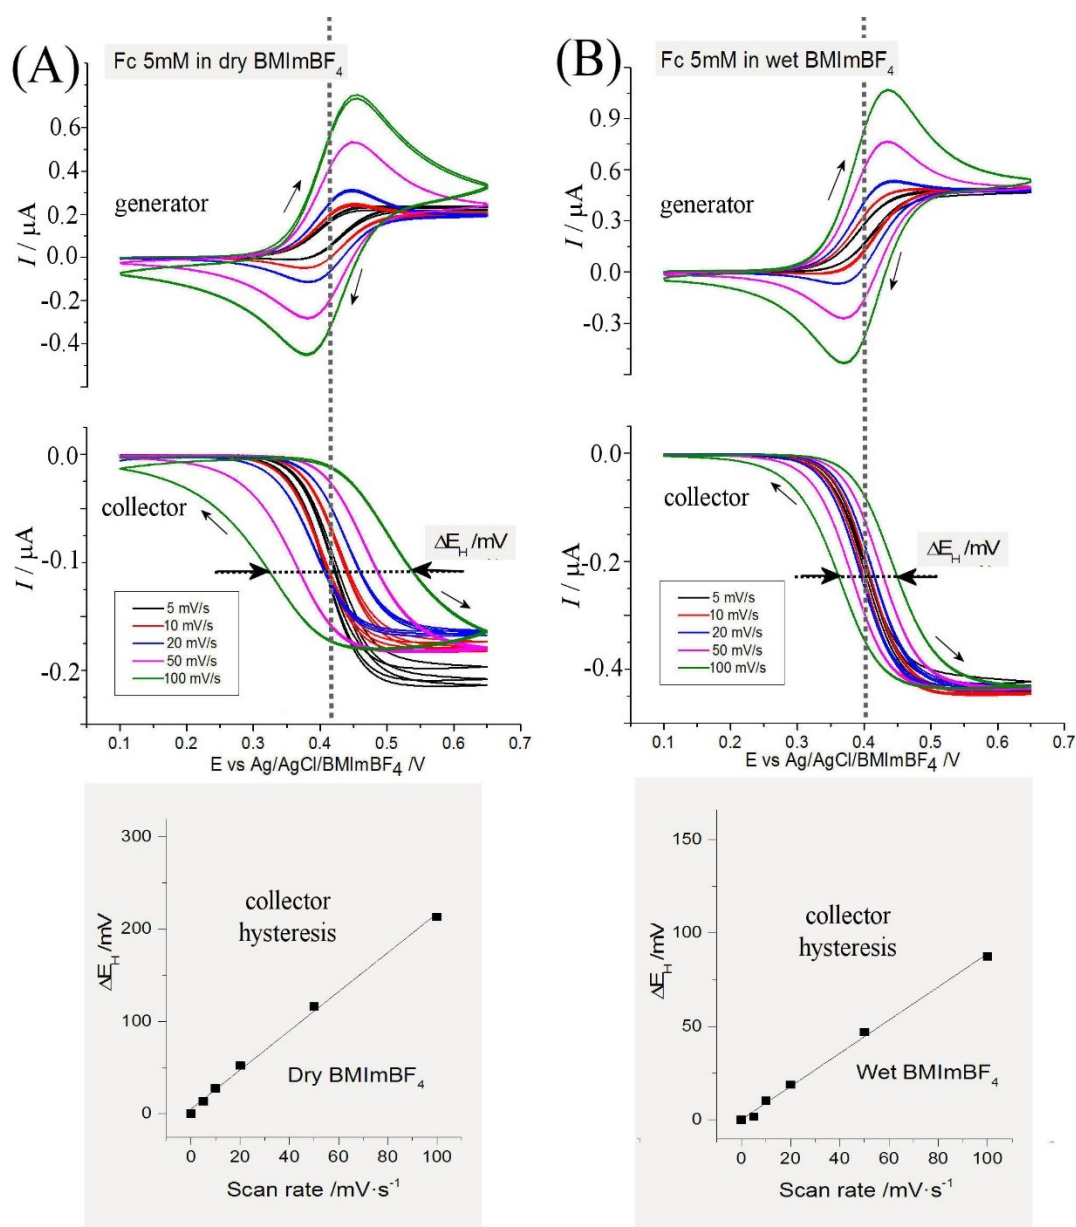 (A)
Fc 5mM in dry BMImBF4
I / µA
0.6
0.4
0.2
0.0
-0.2
-0.4
generator
I / µA
0.0
-0.1
-0.2
collector
ΔEH /mV
5 mV/s
10 mV/s
20 mV/s
50 mV/s
100 mV/s
0.1 0.2 0.3 0.4 0.5 0.6 0.7
E vs Ag/AgCl/BMImBF4 /V
300
200
100
0
ΔEH /mV
collector
hysteresis
Dry BMImBF4
0 20 40 60 80 100
Scan rate /mV·s-1
(B)
Fc 5mM in wet BMImBF4
I / µA
0.9
0.6
0.3
0.0
-0.3
-0.6
generator
I / µA
0.0
-0.2
-0.4
collector
ΔEH /mV
5 mV/s
10 mV/s
20 mV/s
50 mV/s
100 mV/s
0.1 0.2 0.3 0.4 0.5 0.6 0.7
E vs Ag/AgCl/BMImBF4 /V
150
100
50
0
ΔEH /mV
collector
hysteresis
Wet BMImBF4
0 20 40 60 80 100
Scan rate /mV·s-1